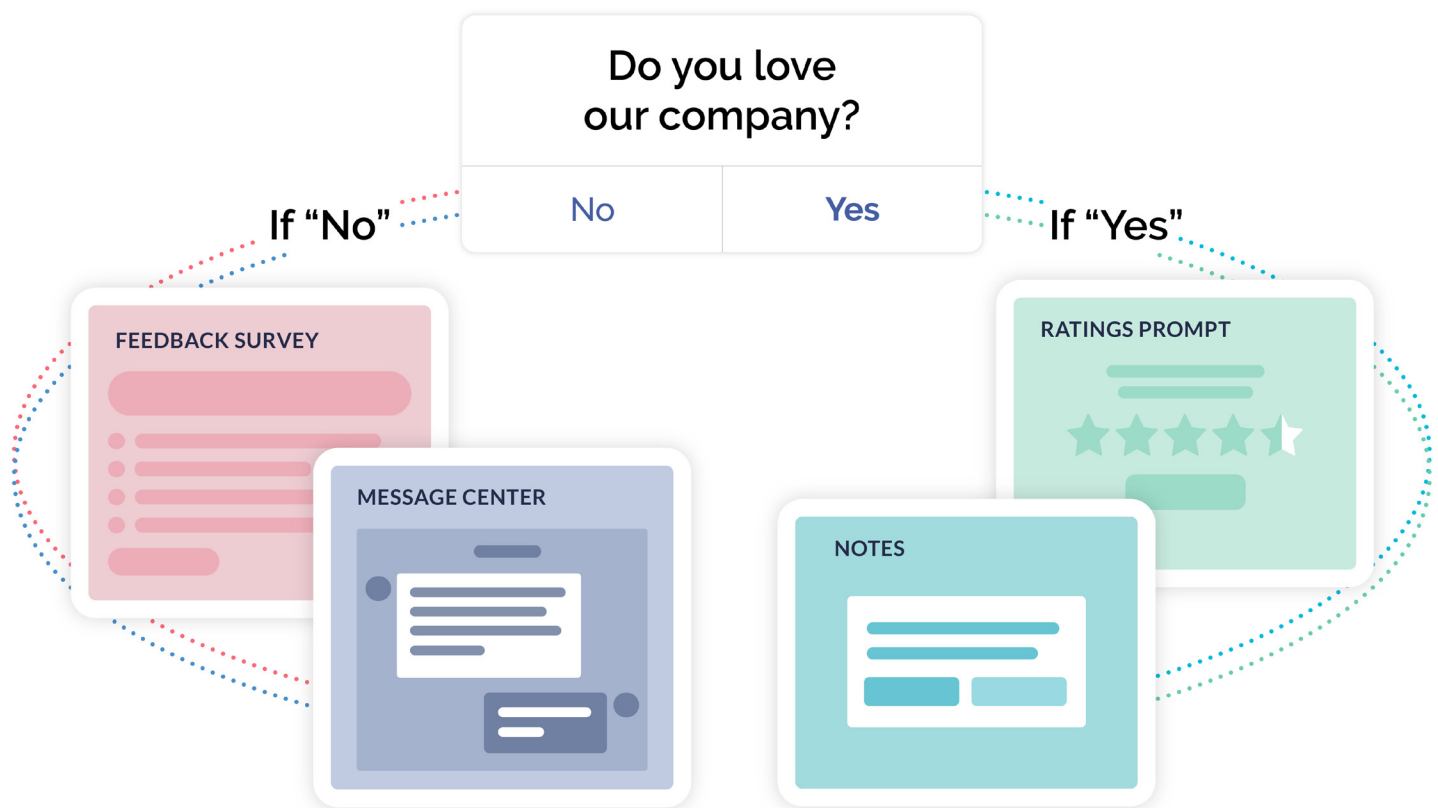 Do you love
our company?
No
Yes
If “No”
If “Yes”
FEEDBACK SURVEY
MESSAGE CENTER
RATINGS PROMPT
NOTES